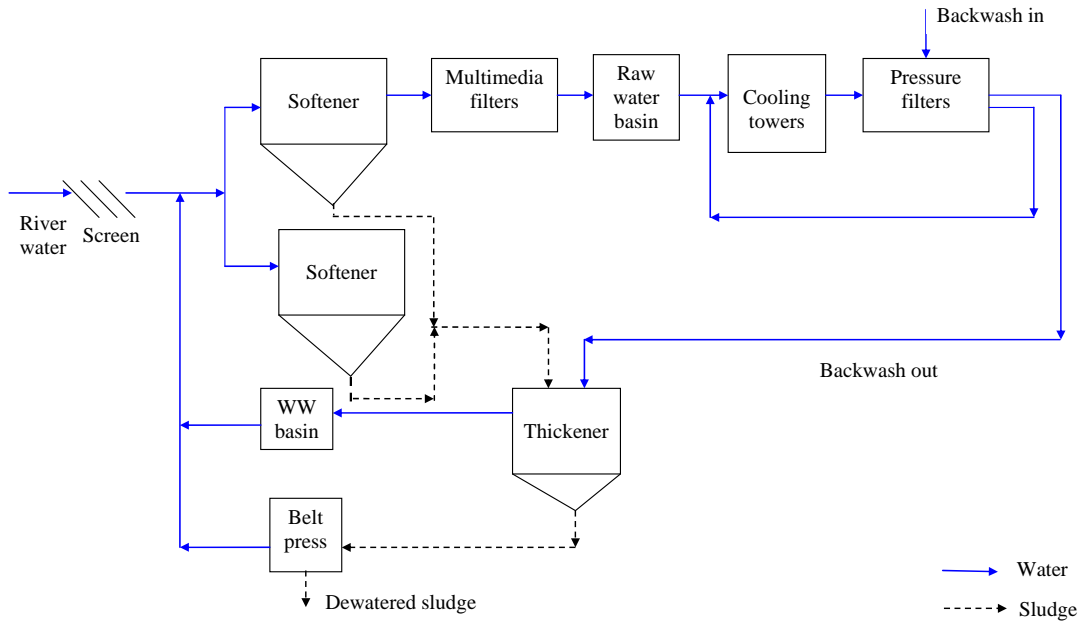 Backwash in
Softener
Multimedia
filters
Raw
water
basin
Cooling
towers
Pressure
filters
River
water
Screen
Softener
Backwash out
WW
basin
Thickener
Belt
press
Dewatered sludge
Water
Sludge